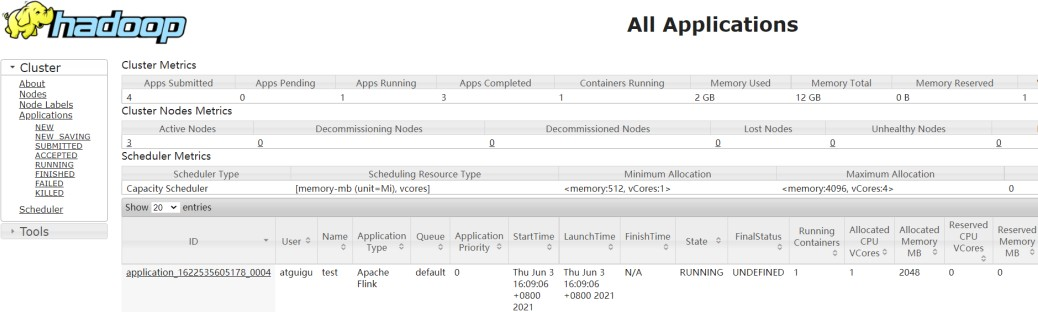 hadoop
All Applications
Cluster
About
Nodes
Node Labels
Applications
NEW
NEW_SAVING
SUBMITTED
ACCEPTED
RUNNING
FINISHED
FAILED
KILLED
Scheduler
Tools
Cluster Metrics
Apps Submitted Apps Pending Apps Running Apps Completed Containers Running Memory Used Memory Total Memory Reserved
4 0 1 3 1 2 GB 12 GB 0 B 1
Cluster Nodes Metrics
Active Nodes Decommissioning Nodes Decommissioned Nodes Lost Nodes Unhealthy Nodes
3 0 0 0 0
Scheduler Metrics
Scheduler Type Scheduling Resource Type Minimum Allocation Maximum Allocation
Capacity Scheduler [memory-mb (unit=Mi), vcores] <memory:512, vCores:1> <memory:4096, vCores:4> 0
Show 20 entries
ID User Name Application Type Queue Application Priority StartTime LaunchTime FinishTime State FinalStatus Running Containers Allocated CPU VCores Allocated Memory MB Reserved CPU VCores Reserved Memory MB
application_1622535605178_0004 atguigu test Apache Flink default 0 Thu Jun 3 16:09:06 +0800 2021 Thu Jun 3 16:09:06 +0800 2021 N/A RUNNING UNDEFINED 1 1 2048 0 0